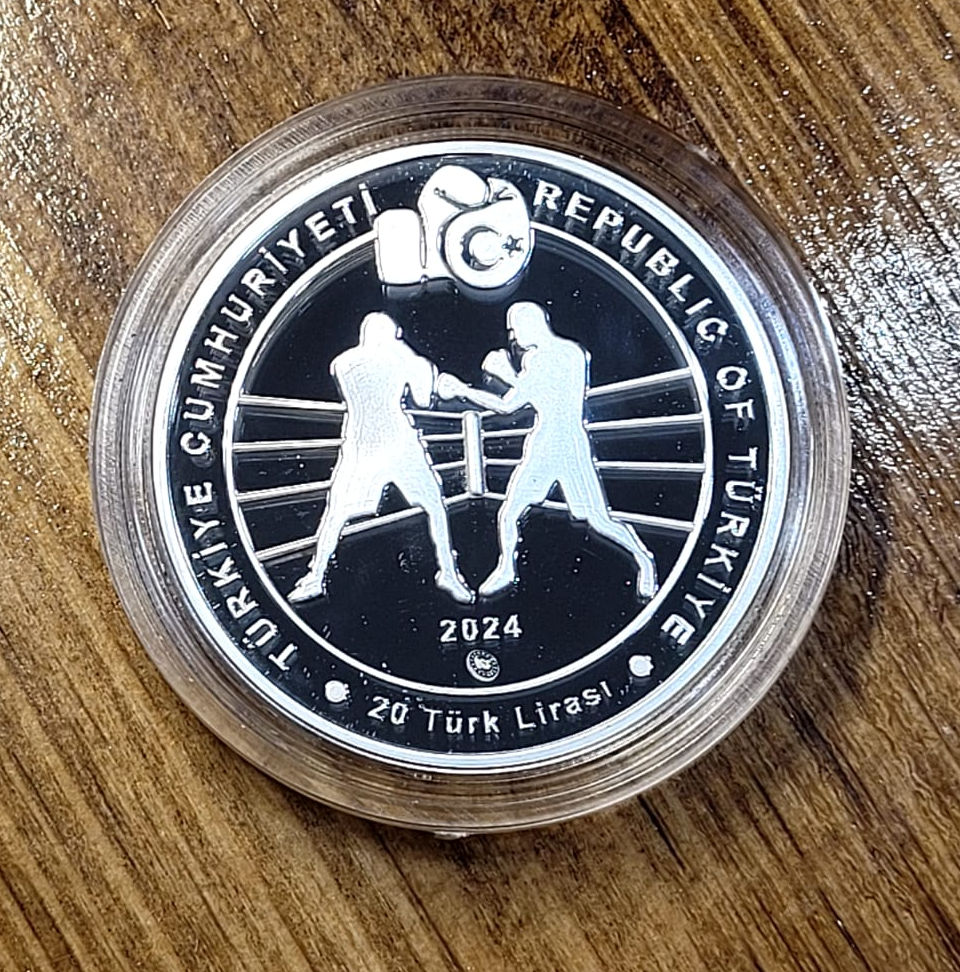 TÜRKİYE CUMHURİYETİ
REPUBLIC OF TÜRKİYE
2024
20 Türk Lirası